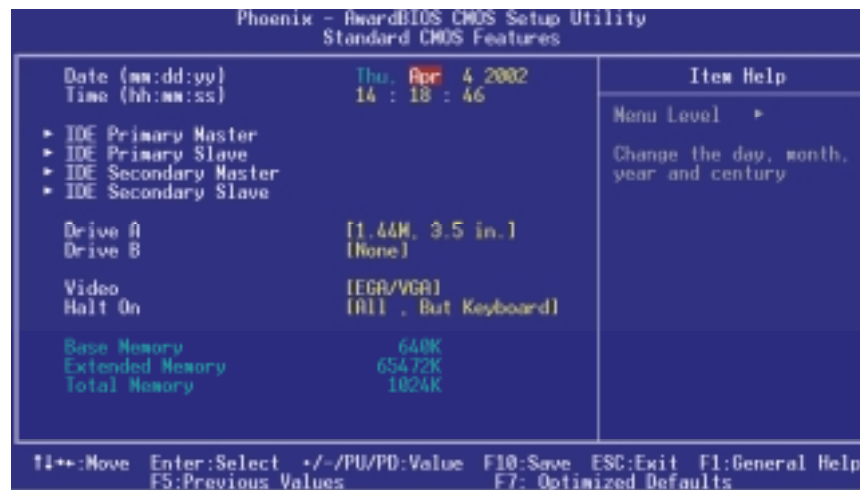 Phoenix - AwardBIOS CMOS Setup Utility
Standard CMOS Features
Date (mm:dd:yy) Thu, Apr 4 2002
Time (hh:mm:ss) 14 : 18 : 46
► IDE Primary Master
► IDE Primary Slave
► IDE Secondary Master
► IDE Secondary Slave
Drive A [1.44M, 3.5 in.]
Drive B [None]
Video [EGA/VGA]
Halt On [All , But Keyboard]
Base Memory 640K
Extended Memory 65472K
Total Memory 1024K
Item Help
Menu Level ►
Change the day, month,
year and century
↑↓→←:Move Enter:Select +/-/PU/PD:Value F10:Save ESC:Exit F1:General Help
F5:Previous Values F7: Optimized Defaults